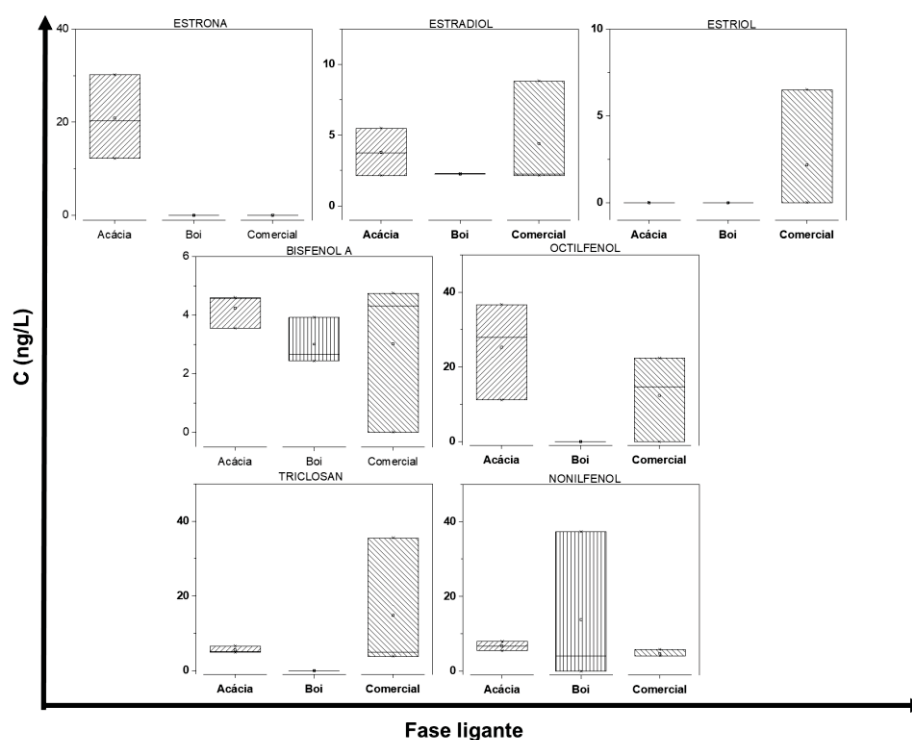 ESTRONA
40
30
20
10
0
Acácia Boi Comercial
ESTRADIOL
10
5
0
Acácia Boi Comercial
ESTRIOL
10
5
0
Acácia Boi Comercial
BISFENOL A
6
4
2
0
Acácia Boi Comercial
OCTILFENOL
40
20
0
Acácia Boi Comercial
TRICLOSAN
40
20
0
Acácia Boi Comercial
NONILFENOL
40
20
0
Acácia Boi Comercial
C (ng/L)
Fase ligante